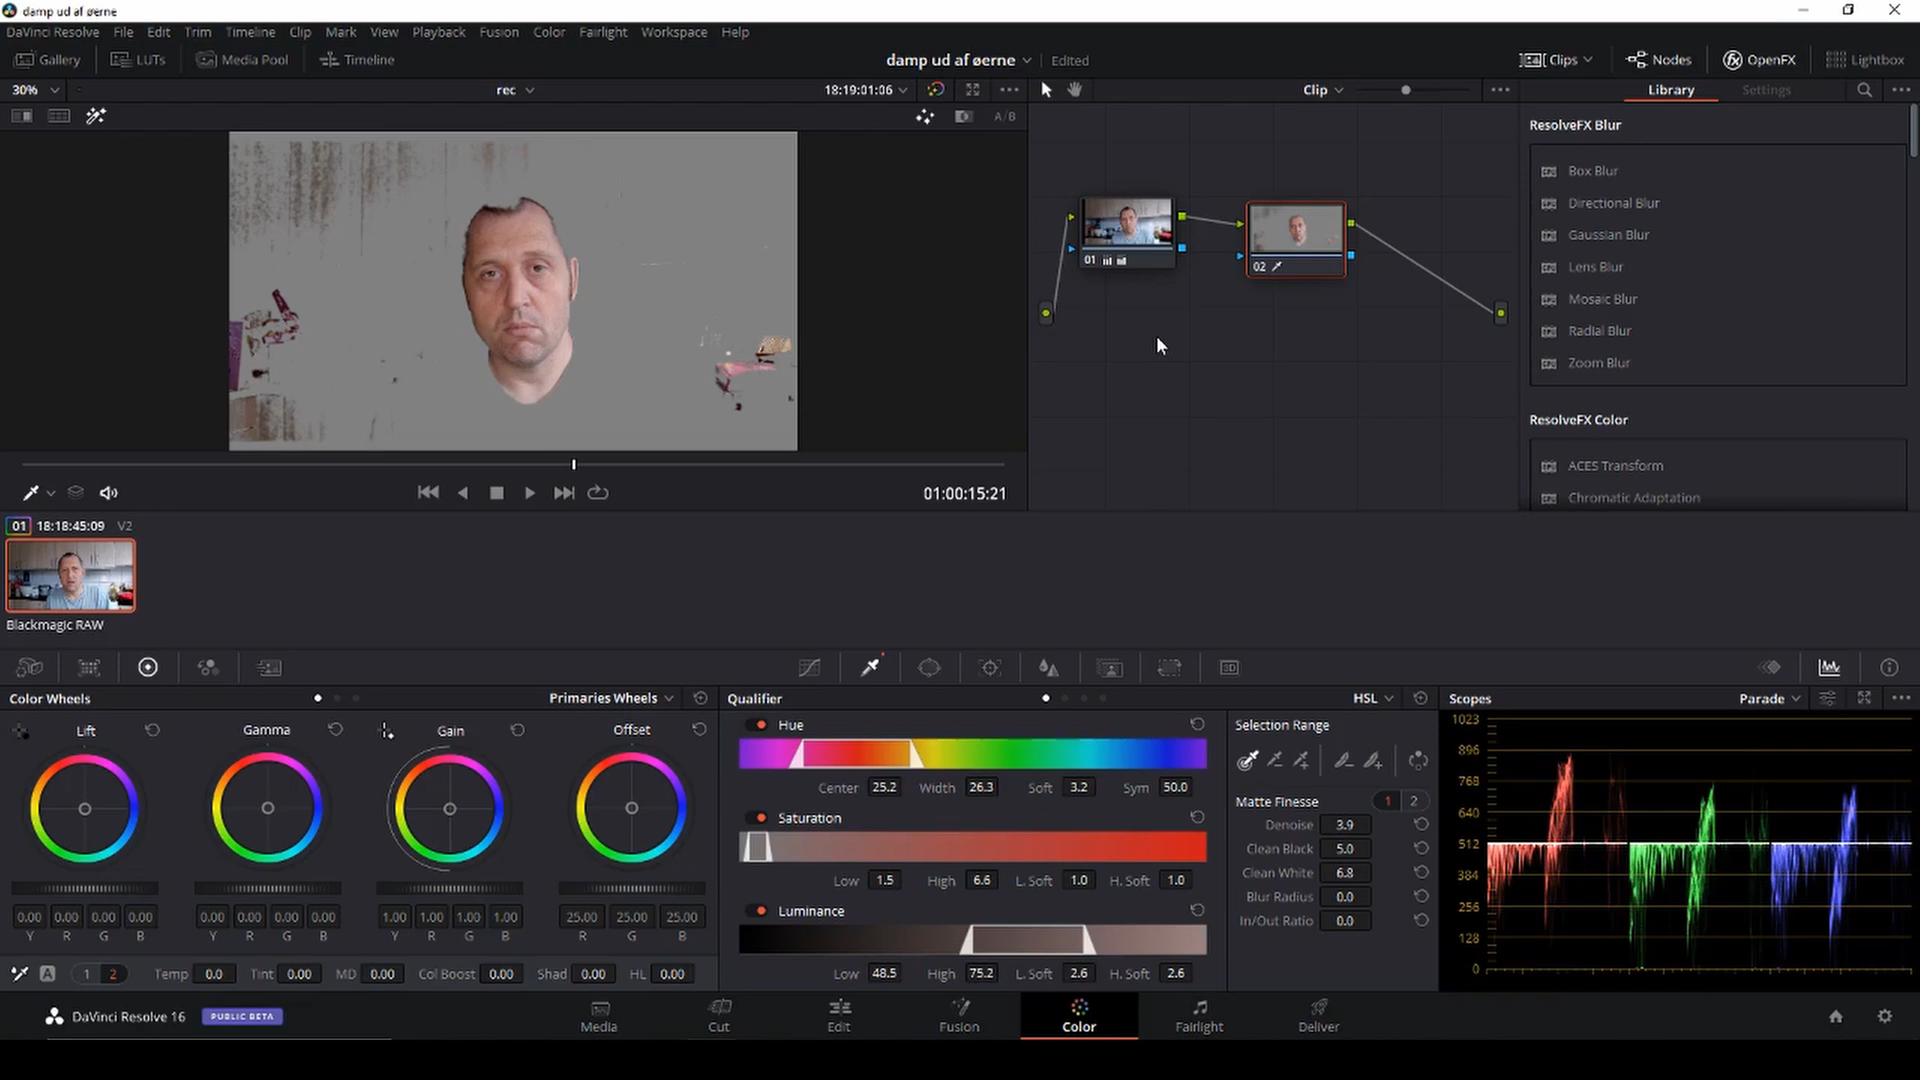 damp ud af øerne
DaVinci Resolve File Edit Trim Timeline Clip Mark View Playback Fusion Color Fairlight Workspace Help
Gallery LUTs Media Pool Timeline damp ud af øerne Edited Clips Nodes OpenFX Lightbox
30% rec 18:19:01:06 Clip Library Settings
A/B
ResolveFX Blur
Box Blur
Directional Blur
Gaussian Blur
Lens Blur
Mosaic Blur
Radial Blur
Zoom Blur
01
02
ResolveFX Color
ACES Transform
Chromatic Adaptation
01:00:15:21
01 18:18:45:09 V2
Blackmagic RAW
Color Wheels Primaries Wheels Qualifier HSL Scopes Parade
Lift Gamma Gain Offset
0.00 0.00 0.00 0.00 0.00 0.00 0.00 0.00 1.00 1.00 1.00 1.00 25.00 25.00 25.00
Y R G B Y R G B Y R G B R G B
A 1 2 Temp 0.0 Tint 0.00 MD 0.00 Col Boost 0.00 Shad 0.00 HL 0.00
Hue
Center 25.2 Width 26.3 Soft 3.2 Sym 50.0
Saturation
Low 1.5 High 6.6 L. Soft 1.0 H. Soft 1.0
Luminance
Low 48.5 High 75.2 L. Soft 2.6 H. Soft 2.6
Selection Range
Matte Finesse 1 2
Denoise 3.9
Clean Black 5.0
Clean White 6.8
Blur Radius 0.0
In/Out Ratio 0.0
1023
896
768
640
512
384
256
128
0
DaVinci Resolve 16 PUBLIC BETA
Media Cut Edit Fusion Color Fairlight Deliver